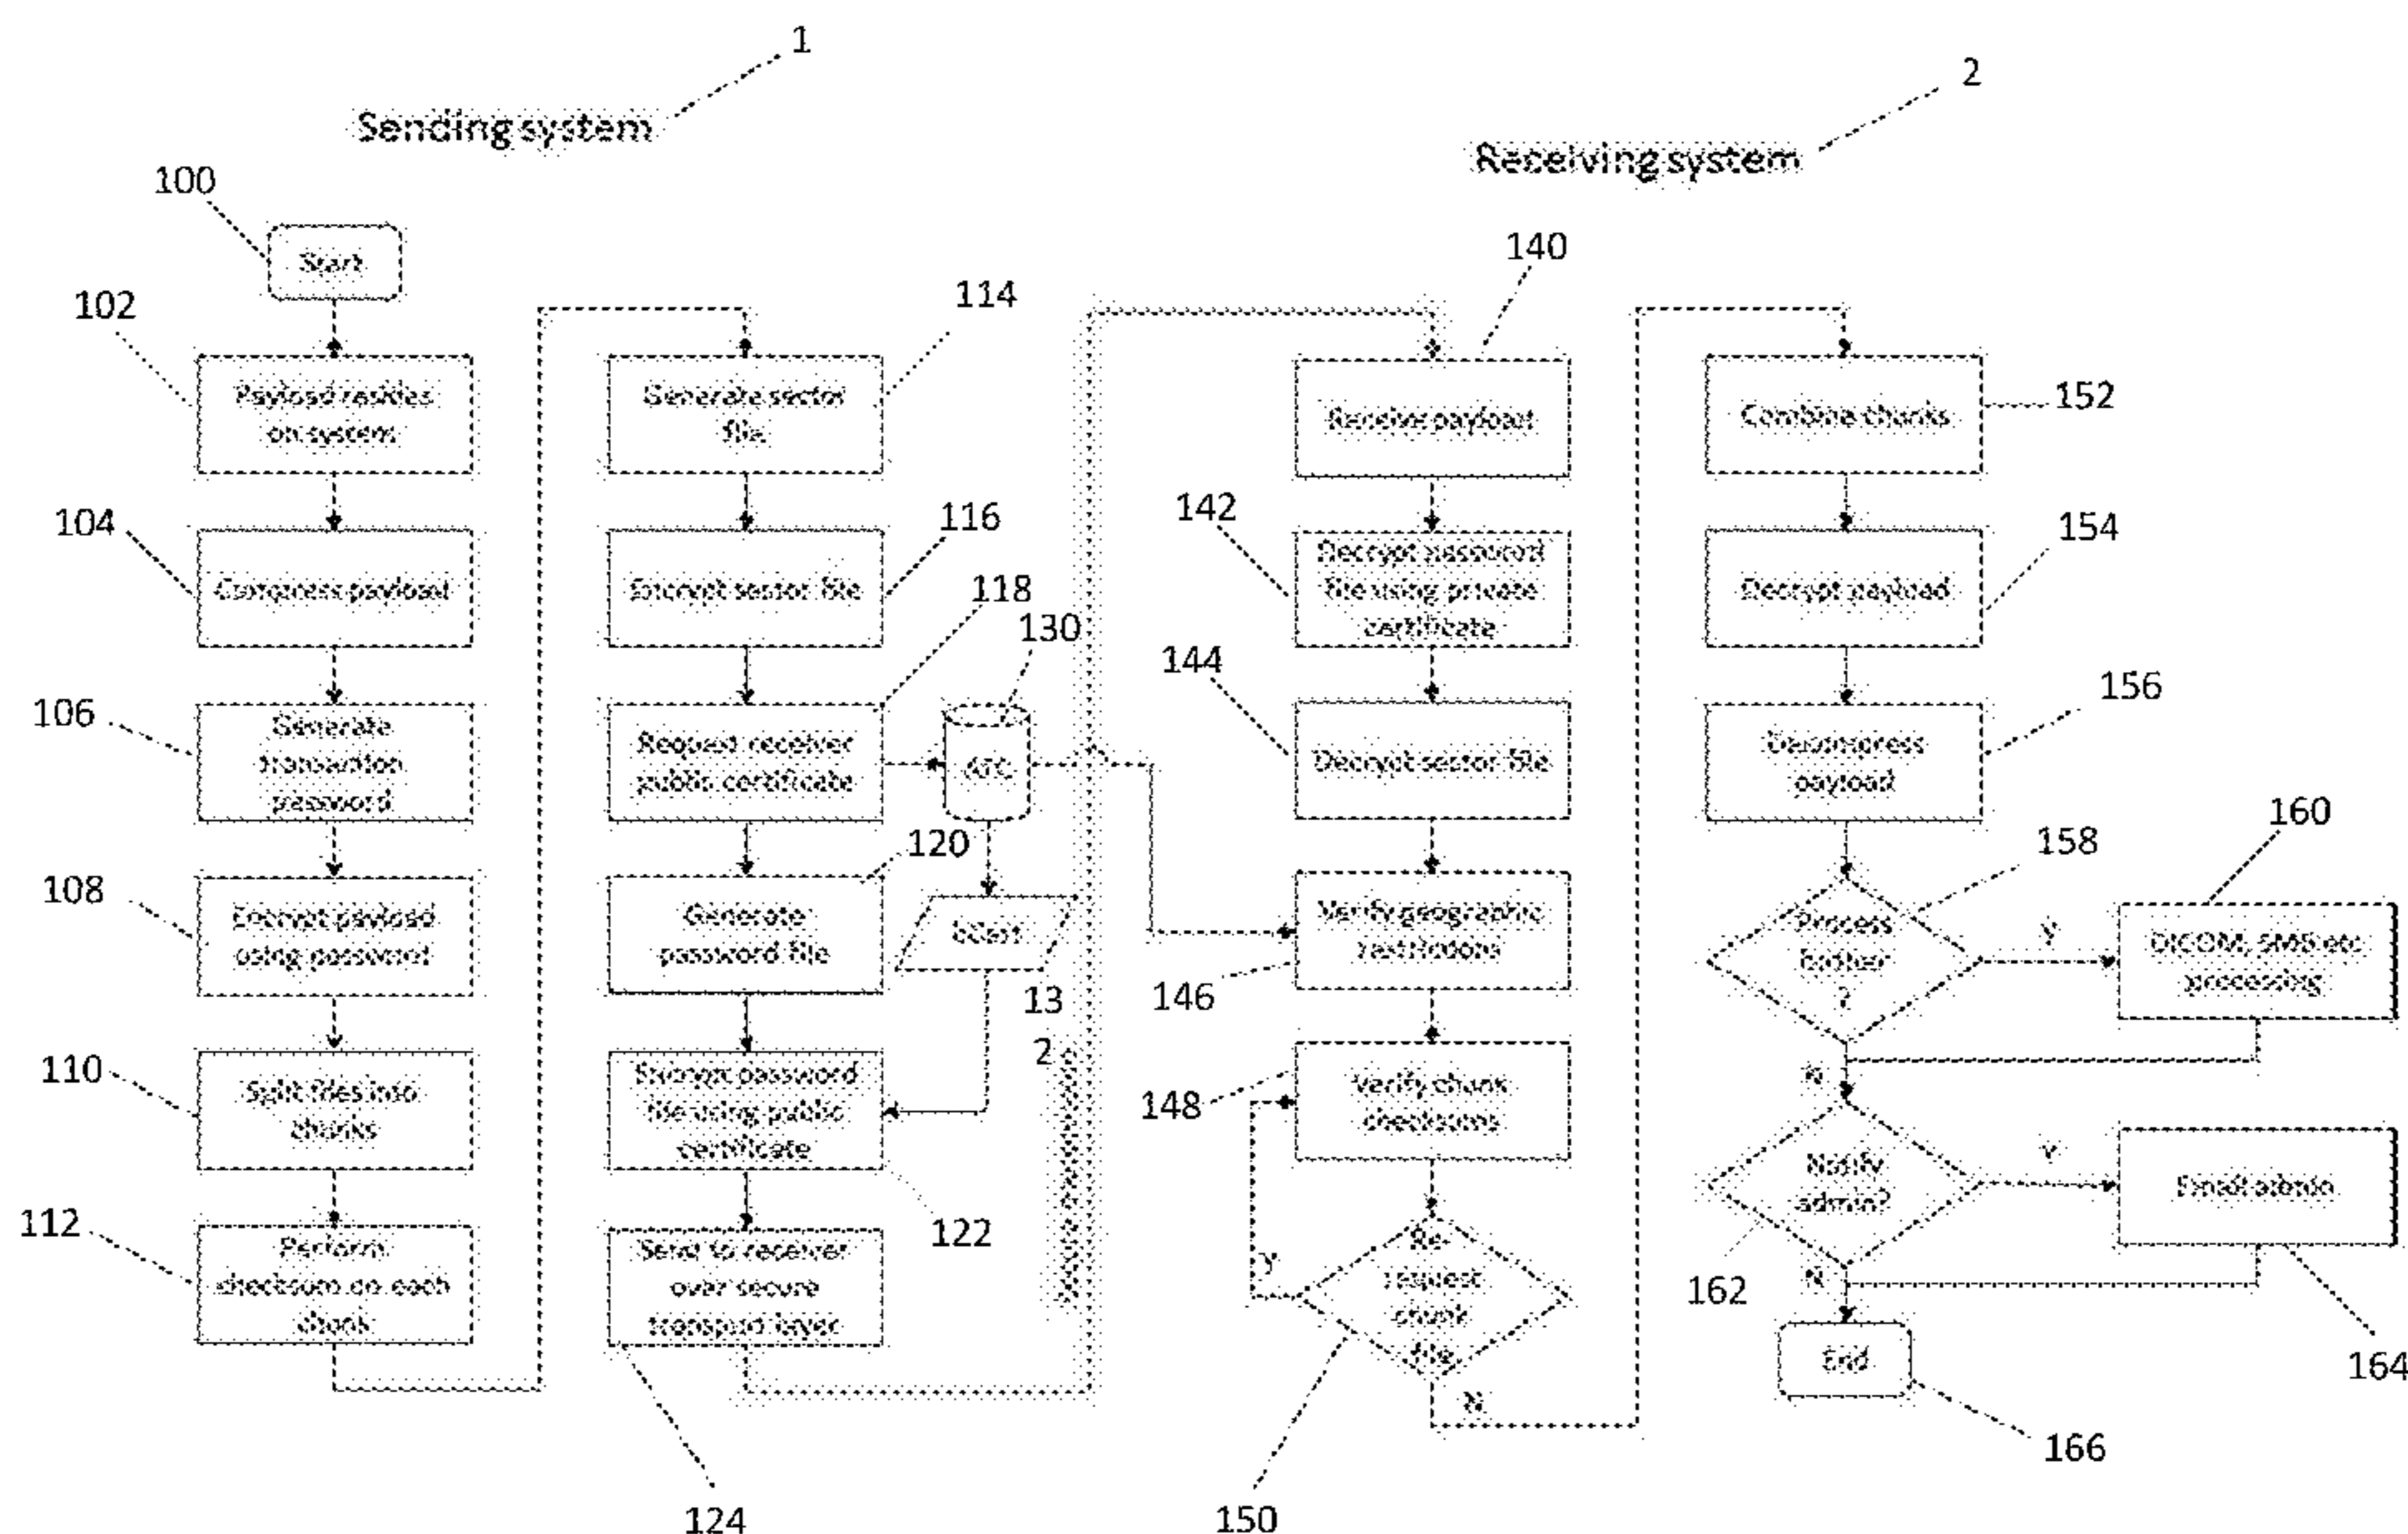 1
Sending system
2
Receiving system
100
Start
102
Payload resides
on system
104
Compress payload
106
Generate
transaction
password
108
Encrypt payload
using password
110
Split files into
chunks
112
Perform
checksum on each
chunk
114
Generate sector
file
116
Encrypt sector file
118
Request receiver
public certificate
130
ATC
120
Generate
password file
13
2
Encrypt password
file using public
certificate
122
Send to receiver
over secure
transport layer
124
140
Receive payload
142
Decrypt password
file using private
certificate
144
Decrypt sector file
Verify geographic
restrictions
146
148
Verify chunk
checksums
Re-
request
chunk
file
Y
N
150
Combine chunks
152
154
Decrypt payload
156
Decompress
payload
158
Process
further
?
Y
160
DICOM, SMB etc
processing
N
Notify
admin?
Y
Email admin
162
N
164
End
166